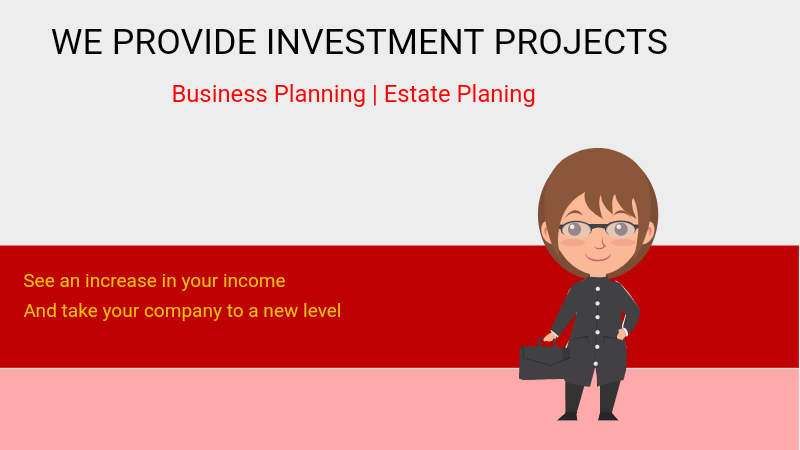 WE PROVIDE INVESTMENT PROJECTS
Business Planning | Estate Planing
See an increase in your income
And take your company to a new level